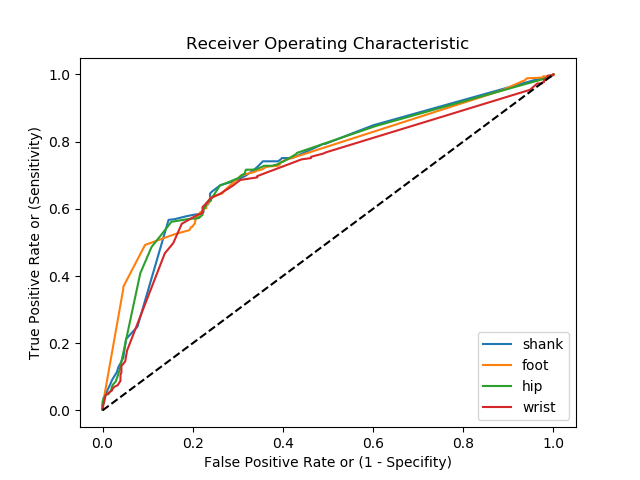 Receiver Operating Characteristic
True Positive Rate or (Sensitivity)
1.0
0.8
0.6
0.4
0.2
0.0
shank
foot
hip
wrist
0.0 0.2 0.4 0.6 0.8 1.0
False Positive Rate or (1 - Specifity)